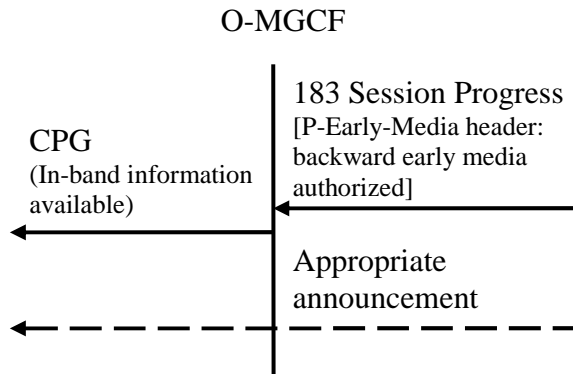 O-MGCF
183 Session Progress
[P-Early-Media header:
backward early media
authorized]
CPG
(In-band information
available)
Appropriate
announcement